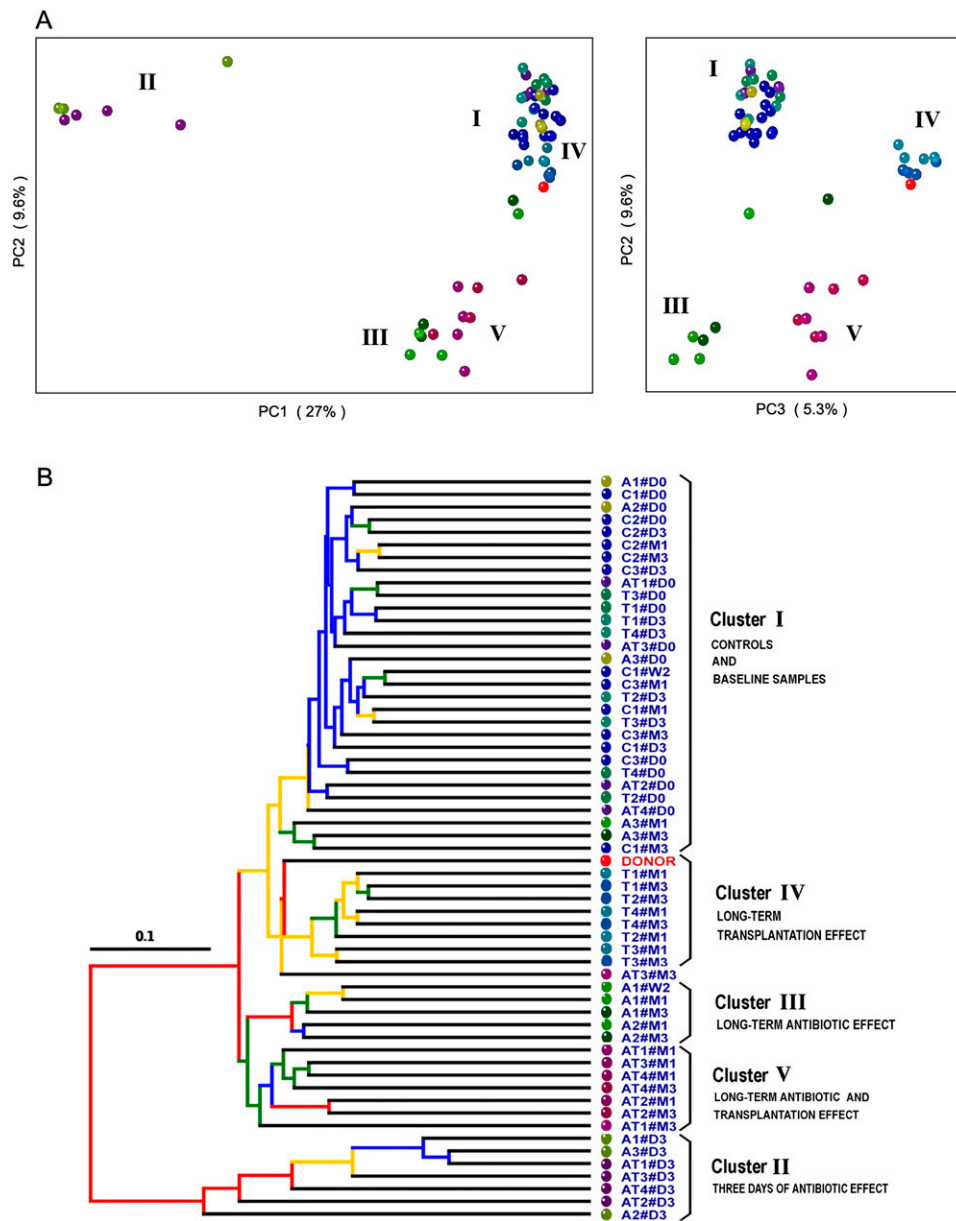 A
II
I
IV
III
V
PC2 ( 9.6% )
PC1 ( 27% )
I
IV
III
V
PC2 ( 9.6% )
PC3 ( 5.3% )
B
0.1
A1#D0
C1#D0
A2#D0
C2#D0
C2#D3
C2#M1
C2#M3
C3#D3
AT1#D0
T3#D0
T1#D0
T1#D3
T4#D3
AT3#D0
A3#D0
C1#W2
C3#M1
T2#D3
C1#M1
T3#D3
C3#M3
C1#D3
C3#D0
T4#D0
AT2#D0
T2#D0
AT4#D0
A3#M1
A3#M3
C1#M3
DONOR
T1#M1
T1#M3
T2#M3
T4#M1
T4#M3
T2#M1
T3#M1
T3#M3
AT3#M3
A1#W2
A1#M1
A1#M3
A2#M1
A2#M3
AT1#M1
AT3#M1
AT4#M1
AT4#M3
AT2#M1
AT2#M3
AT1#M3
A1#D3
A3#D3
AT1#D3
AT3#D3
AT4#D3
AT2#D3
A2#D3
Cluster I
CONTROLS
AND
BASELINE SAMPLES
Cluster IV
LONG-TERM
TRANSPLANTATION EFFECT
Cluster III
LONG-TERM ANTIBIOTIC EFFECT
Cluster V
LONG-TERM ANTIBIOTIC AND
TRANSPLANTATION EFFECT
Cluster II
THREE DAYS OF ANTIBIOTIC EFFECT